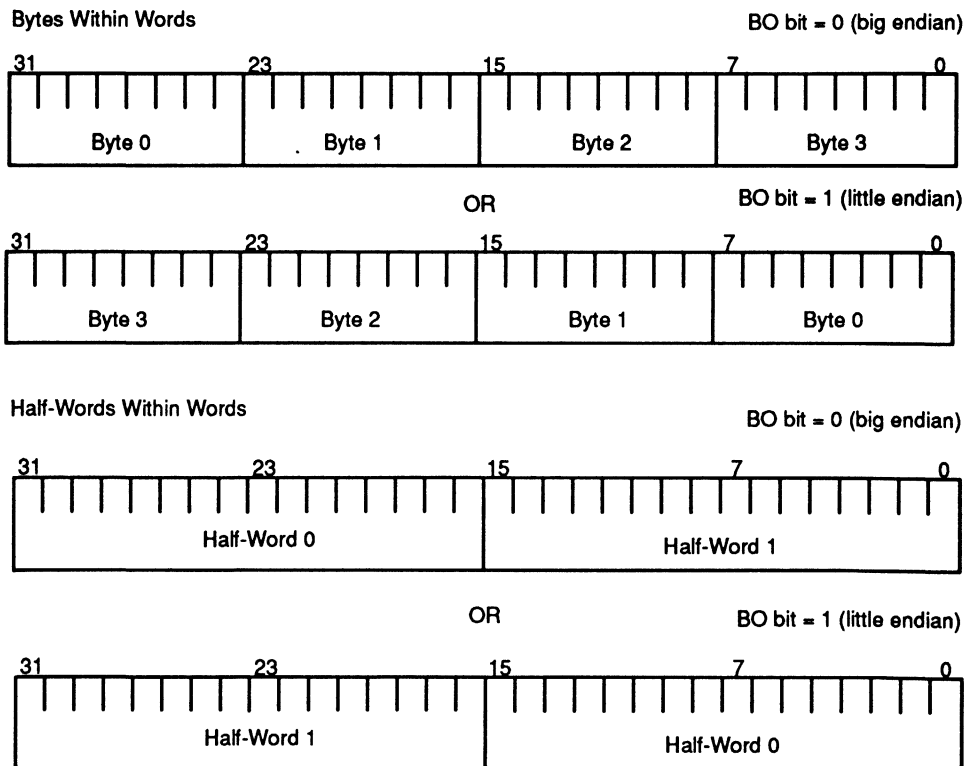 Bytes Within Words
BO bit = 0 (big endian)
31 23 15 7 0
Byte 0 Byte 1 Byte 2 Byte 3
OR
BO bit = 1 (little endian)
31 23 15 7 0
Byte 3 Byte 2 Byte 1 Byte 0
Half-Words Within Words
BO bit = 0 (big endian)
31 23 15 7 0
Half-Word 0 Half-Word 1
OR
BO bit = 1 (little endian)
31 23 15 7 0
Half-Word 1 Half-Word 0